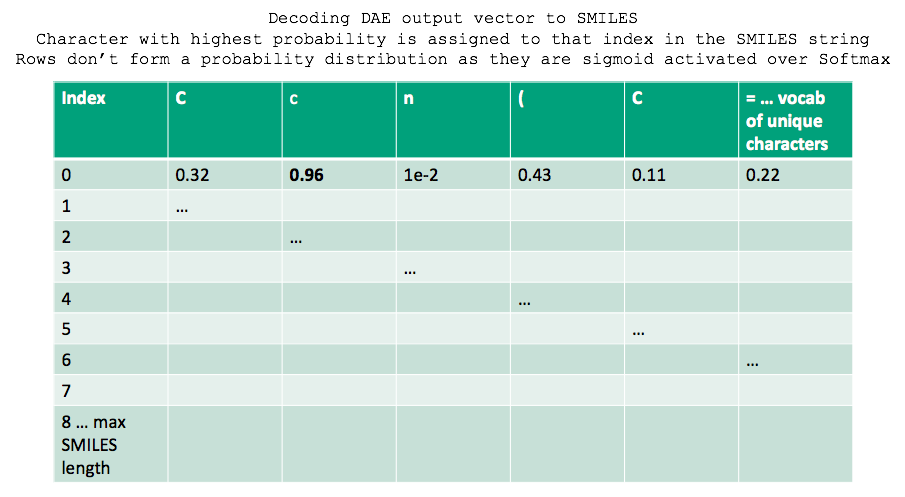 Decoding DAE output vector to SMILES
Character with highest probability is assigned to that index in the SMILES string
Rows don’t form a probability distribution as they are sigmoid activated over Softmax
Index C c n ( C = … vocab
of unique
characters
0 0.32 0.96 1e-2 0.43 0.11 0.22
1 …
2 …
3 …
4 …
5 …
6 …
7
8 … max
SMILES
length